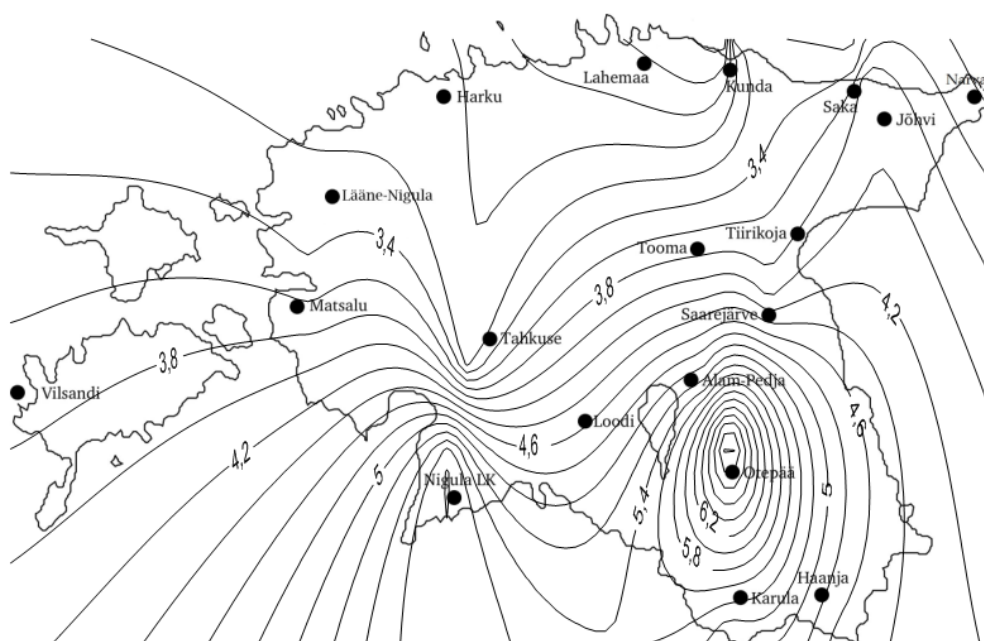 Lahemaa
Kunda
Harku
Saka
Narva
Jõhvi
3,4
Lääne-Nigula
3,4
Tiirikoja
Tooma
3,8
4,2
Matsalu
Saarejärve
Tahkuse
3,8
Vilsandi
Alam-Pedja
4,6
Loodi
4,6
4,2
5
Nigula LK
Otepää
5
5,4
6,2
5,8
Haanja
Karula